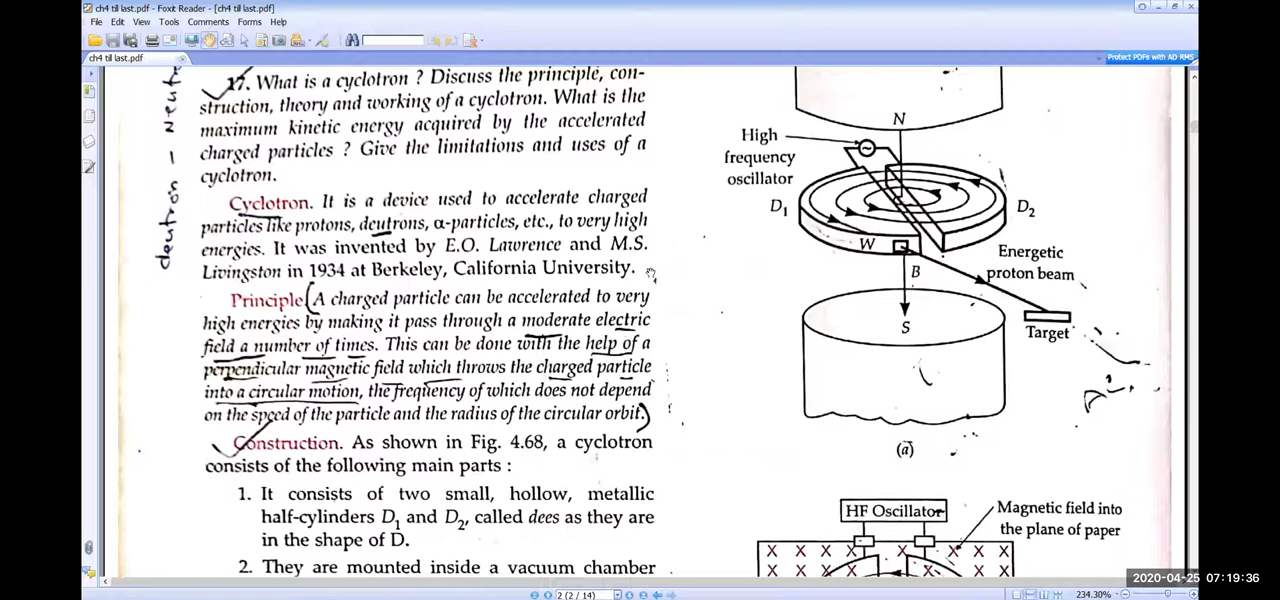 ch4 till last.pdf - Foxit Reader - [ch4 till last.pdf]
File Edit View Tools Comments Forms Help
ch4 till last.pdf
Protect PDFs with AD RMS
17. What is a cyclotron ? Discuss the principle, con-
struction, theory and working of a cyclotron. What is the
maximum kinetic energy acquired by the accelerated
charged particles ? Give the limitations and uses of a
cyclotron.
Cyclotron. It is a device used to accelerate charged
particles like protons, deutrons, α-particles, etc., to very high
energies. It was invented by E.O. Lawrence and M.S.
Livingston in 1934 at Berkeley, California University.
Principle. A charged particle can be accelerated to very
high energies by making it pass through a moderate electric
field a number of times. This can be done with the help of a
perpendicular magnetic field which throws the charged particle
into a circular motion, the frequency of which does not depend
on the speed of the particle and the radius of the circular orbit.
Construction. As shown in Fig. 4.68, a cyclotron
consists of the following main parts :
1. It consists of two small, hollow, metallic
half-cylinders D1 and D2, called dees as they are
in the shape of D.
2. They are mounted inside a vacuum chamber
deutron -
N
High
frequency
oscillator
D1
D2
W
Energetic
proton beam
B
S
Target
(a)
HF Oscillator
Magnetic field into
the plane of paper
X X X X X X X X
X X X X X X X
2 (2 / 14)
234.30%
2020-04-25 07:19:36